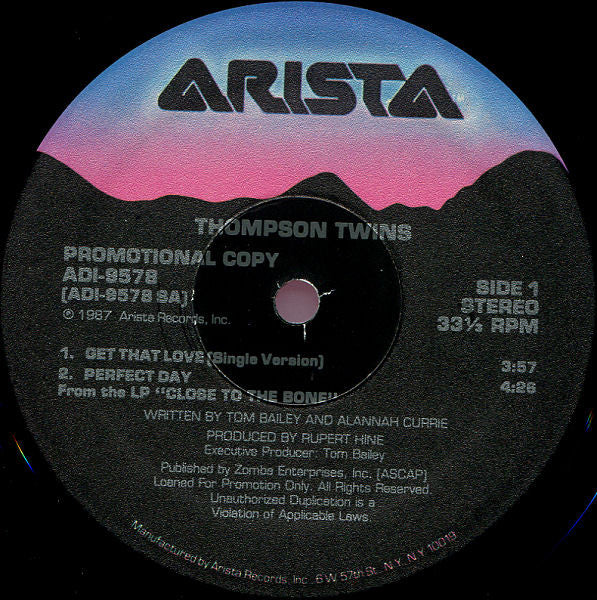 ARISTA
THOMPSON TWINS
PROMOTIONAL COPY
ADI-9578
(ADI-9578 SA)
℗ 1987 Arista Records, Inc.
SIDE 1
STEREO
33⅓ RPM
1. GET THAT LOVE (Single Version) 3:57
2. PERFECT DAY 4:26
From the LP "CLOSE TO THE BONE"
WRITTEN BY TOM BAILEY AND ALANNAH CURRIE
PRODUCED BY RUPERT HINE
Executive Producer: Tom Bailey
Published by Zomba Enterprises, Inc. (ASCAP)
Loaned For Promotion Only. All Rights Reserved.
Unauthorized Duplication is a
Violation of Applicable Laws.
Manufactured by Arista Records, Inc. 6 W 57th St., N.Y., N.Y. 10019